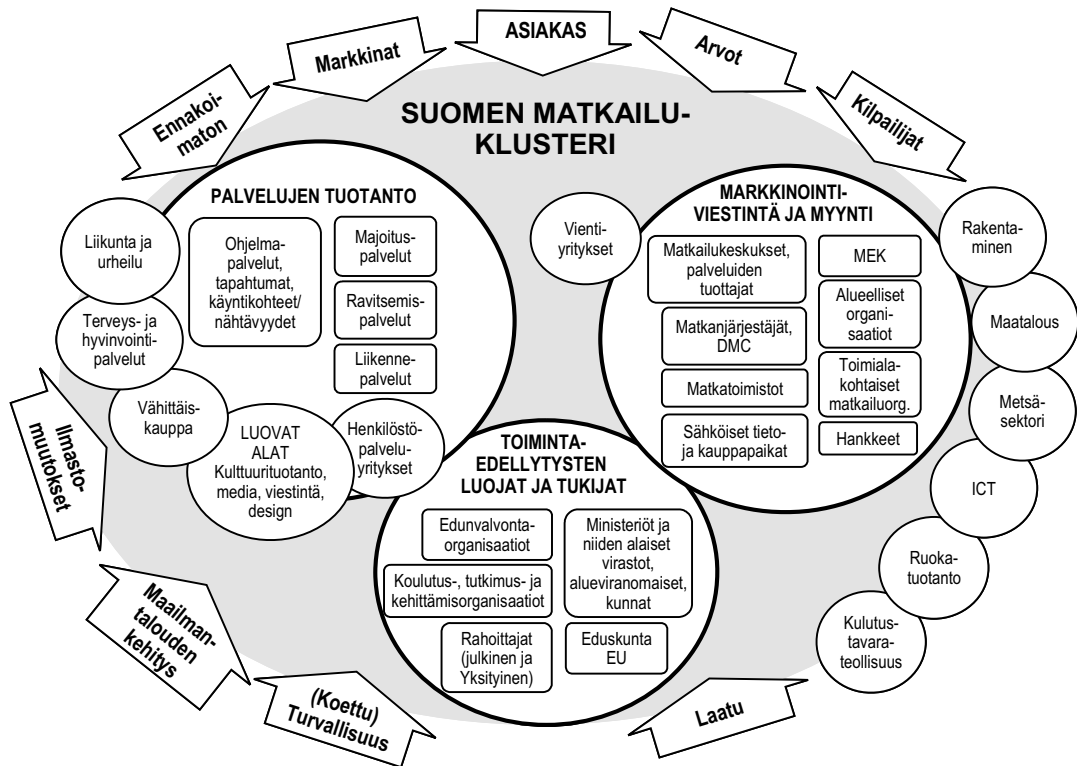 ASIAKAS
Markkinat
Arvot
Ennakoi-
maton
Kilpailijat
SUOMEN MATKAILU-
KLUSTERI
PALVELUJEN TUOTANTO
Ohjelma-
palvelut,
tapahtumat,
käyntikohteet/
nähtävyydet
Majoitus-
palvelut
Ravitsemis-
palvelut
Liikenne-
palvelut
Liikunta ja
urheilu
Terveys- ja
hyvinvointi-
palvelut
Vähittäis-
kauppa
LUOVAT
ALAT
Kulttuurituotanto,
media, viestintä,
design
Henkilöstö-
palvelu-
yritykset
Vienti-
yritykset
MARKKINOINTI-
VIESTINTÄ JA MYYNTI
Matkailukeskukset,
palveluiden
tuottajat
Matkanjärjestäjät,
DMC
Matkatoimistot
Sähköiset tieto-
ja kauppapaikat
MEK
Alueelliset
organi-
saatiot
Toimiala-
kohtaiset
matkailuorg.
Hankkeet
Rakenta-
minen
Maatalous
Metsä-
sektori
ICT
Ruoka-
tuotanto
Kulutus-
tavara-
teollisuus
TOIMINTA-
EDELLYTYSTEN
LUOJAT JA TUKIJAT
Edunvalvonta-
organisaatiot
Koulutus-, tutkimus- ja
kehittämisorganisaatiot
Rahoittajat
(julkinen ja
Yksityinen)
Ministeriöt ja
niiden alaiset
virastot,
alueviranomaiset,
kunnat
Eduskunta
EU
Ilmasto-
muutokset
Maailman-
talouden
kehitys
(Koettu)
Turvallisuus
Laatu